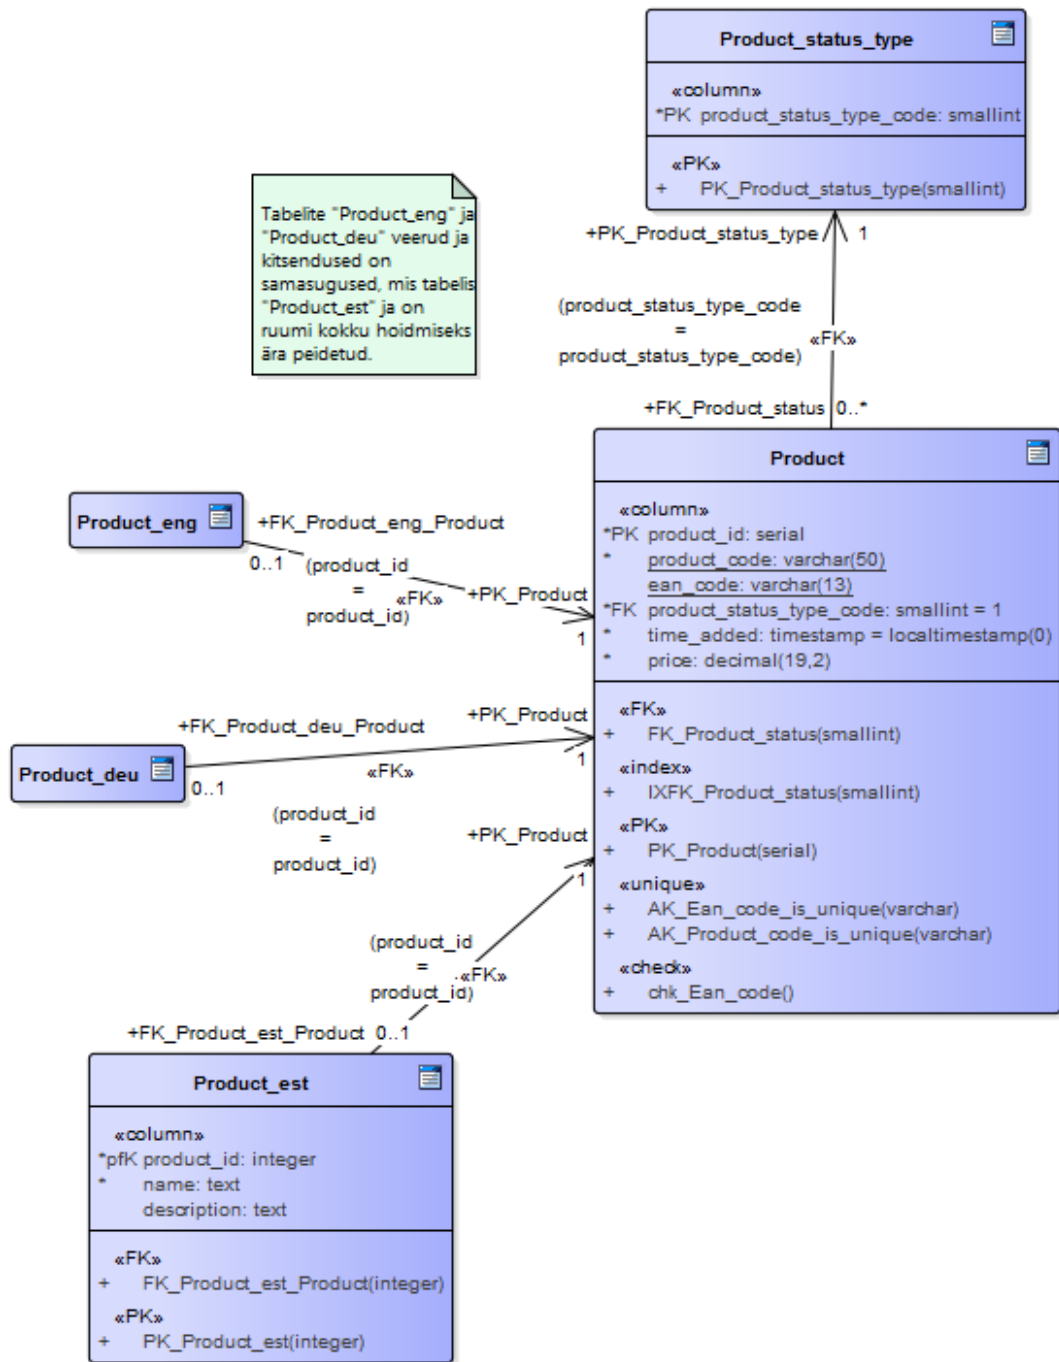 Product_status_type
«column»
*PK product_status_type_code: smallint
«PK»
+ PK_Product_status_type(smallint)
Tabelite "Product_eng" ja
"Product_deu" veerud ja
kitsendused on
samasugused, mis tabelis
"Product_est" ja on
ruumi kokku hoidmiseks
ära peidetud.
+PK_Product_status_type 1
(product_status_type_code
=
product_status_type_code)
«FK»
+FK_Product_status 0..*
Product
«column»
*PK product_id: serial
* product_code: varchar(50)
ean_code: varchar(13)
*FK product_status_type_code: smallint = 1
* time_added: timestamp = localtimestamp(0)
* price: decimal(19,2)
«FK»
+ FK_Product_status(smallint)
«index»
+ IXFK_Product_status(smallint)
«PK»
+ PK_Product(serial)
«unique»
+ AK_Ean_code_is_unique(varchar)
+ AK_Product_code_is_unique(varchar)
«check»
+ chk_Ean_code()
Product_eng
+FK_Product_eng_Product
0..1
(product_id
=
product_id)
«FK»
+PK_Product
1
Product_deu
+FK_Product_deu_Product
0..1
«FK»
(product_id
=
product_id)
+PK_Product
1
+PK_Product
1
(product_id
=
product_id)
«FK»
+FK_Product_est_Product 0..1
Product_est
«column»
*pfK product_id: integer
* name: text
description: text
«FK»
+ FK_Product_est_Product(integer)
«PK»
+ PK_Product_est(integer)